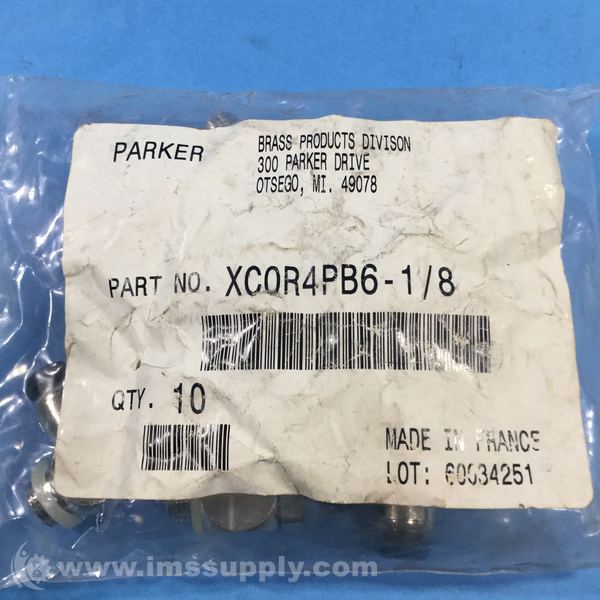 PARKER
BRASS PRODUCTS DIVISON
300 PARKER DRIVE
OTSEGO, MI. 49078
PART NO. XCOR4PB6-1/8
QTY. 10
MADE IN FRANCE
LOT: 60034251
© www.imssupply.com